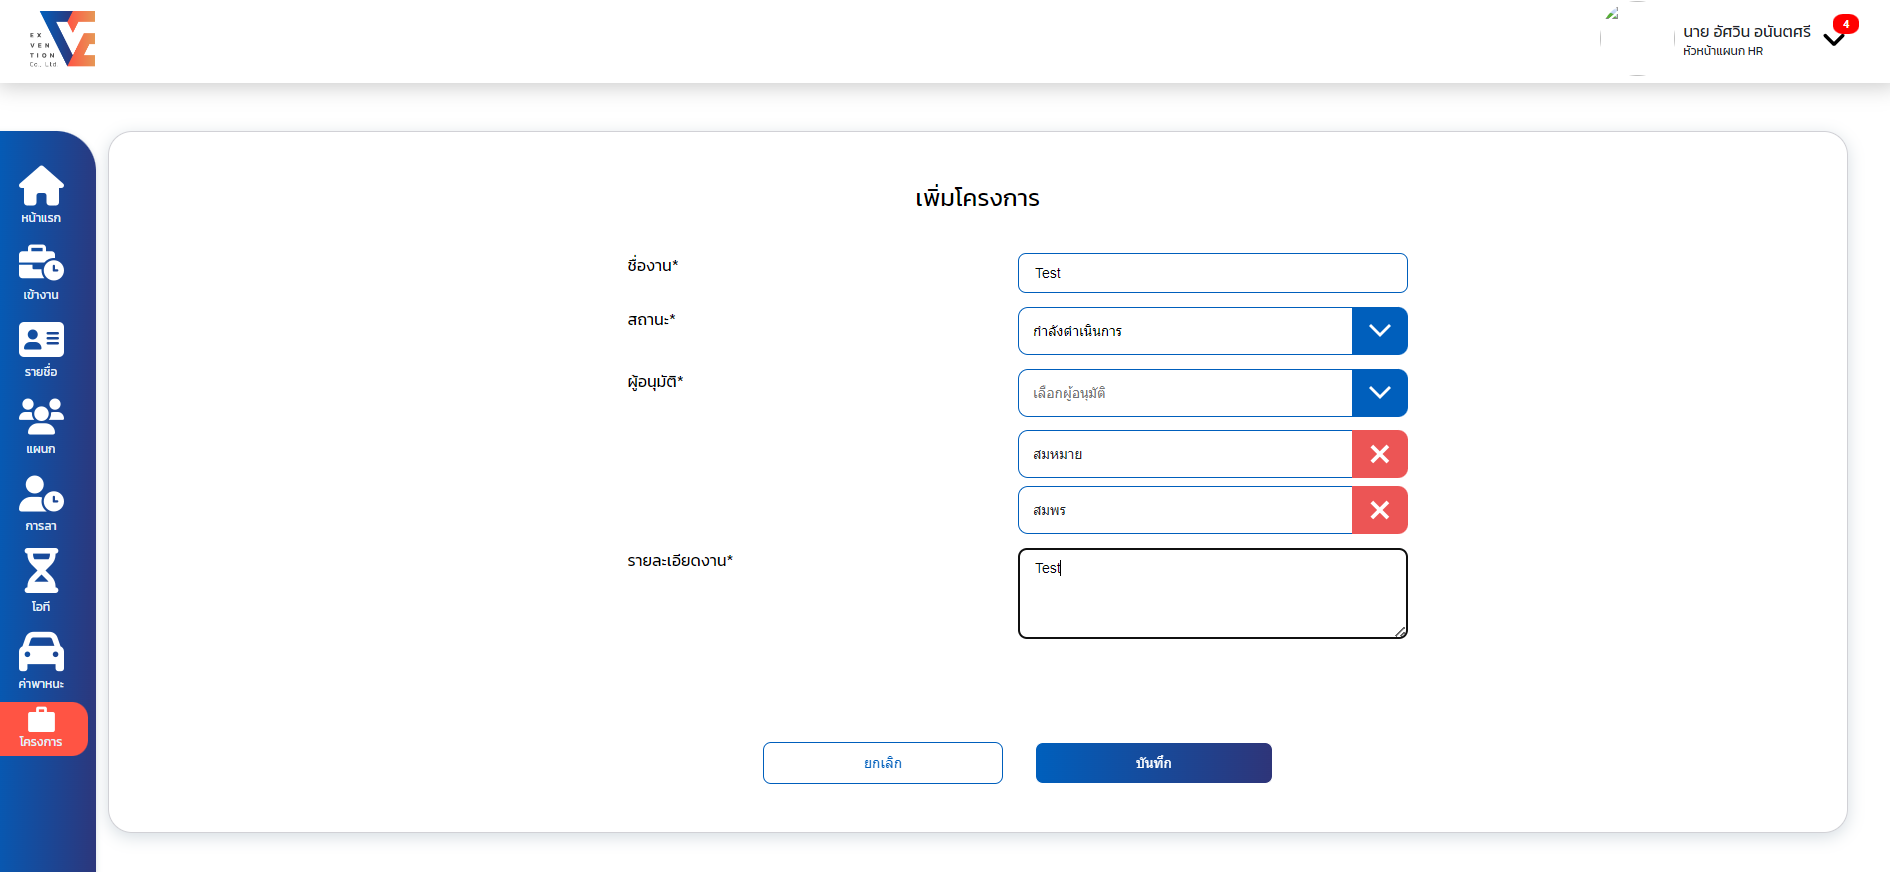 EX
VEN
TION
Co., Ltd
นาย อัศวิน อนันตศรี
หัวหน้าแผนก HR
4
หน้าแรก
เข้างาน
รายชื่อ
แผนก
การลา
โอที
ค่าพาหนะ
โครงการ
เพิ่มโครงการ
ชื่องาน*
Test
สถานะ*
กำลังดำเนินการ
ผู้อนุมัติ*
เลือกผู้อนุมัติ
สมหมาย
สมพร
รายละเอียดงาน*
Test
ยกเลิก
บันทึก